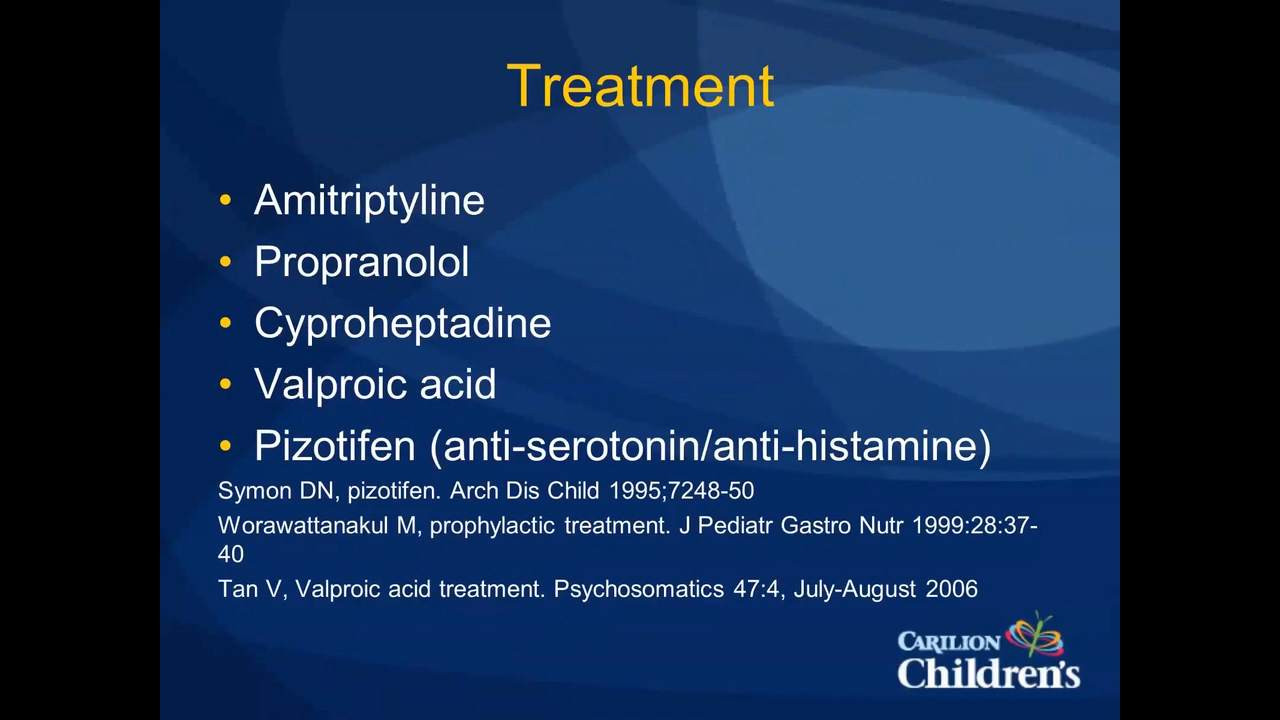 Treatment
• Amitriptyline
• Propranolol
• Cyproheptadine
• Valproic acid
• Pizotifen (anti-serotonin/anti-histamine)
Symon DN, pizotifen. Arch Dis Child 1995;7248-50
Worawattanakul M, prophylactic treatment. J Pediatr Gastro Nutr 1999:28:37-
40
Tan V, Valproic acid treatment. Psychosomatics 47:4, July-August 2006
CARILION
Children's